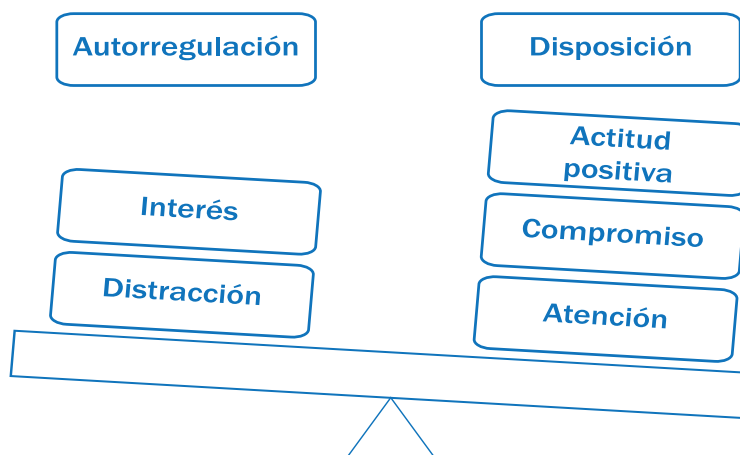 Autorregulación
Disposición
Actitud
positiva
Interés
Compromiso
Distracción
Atención